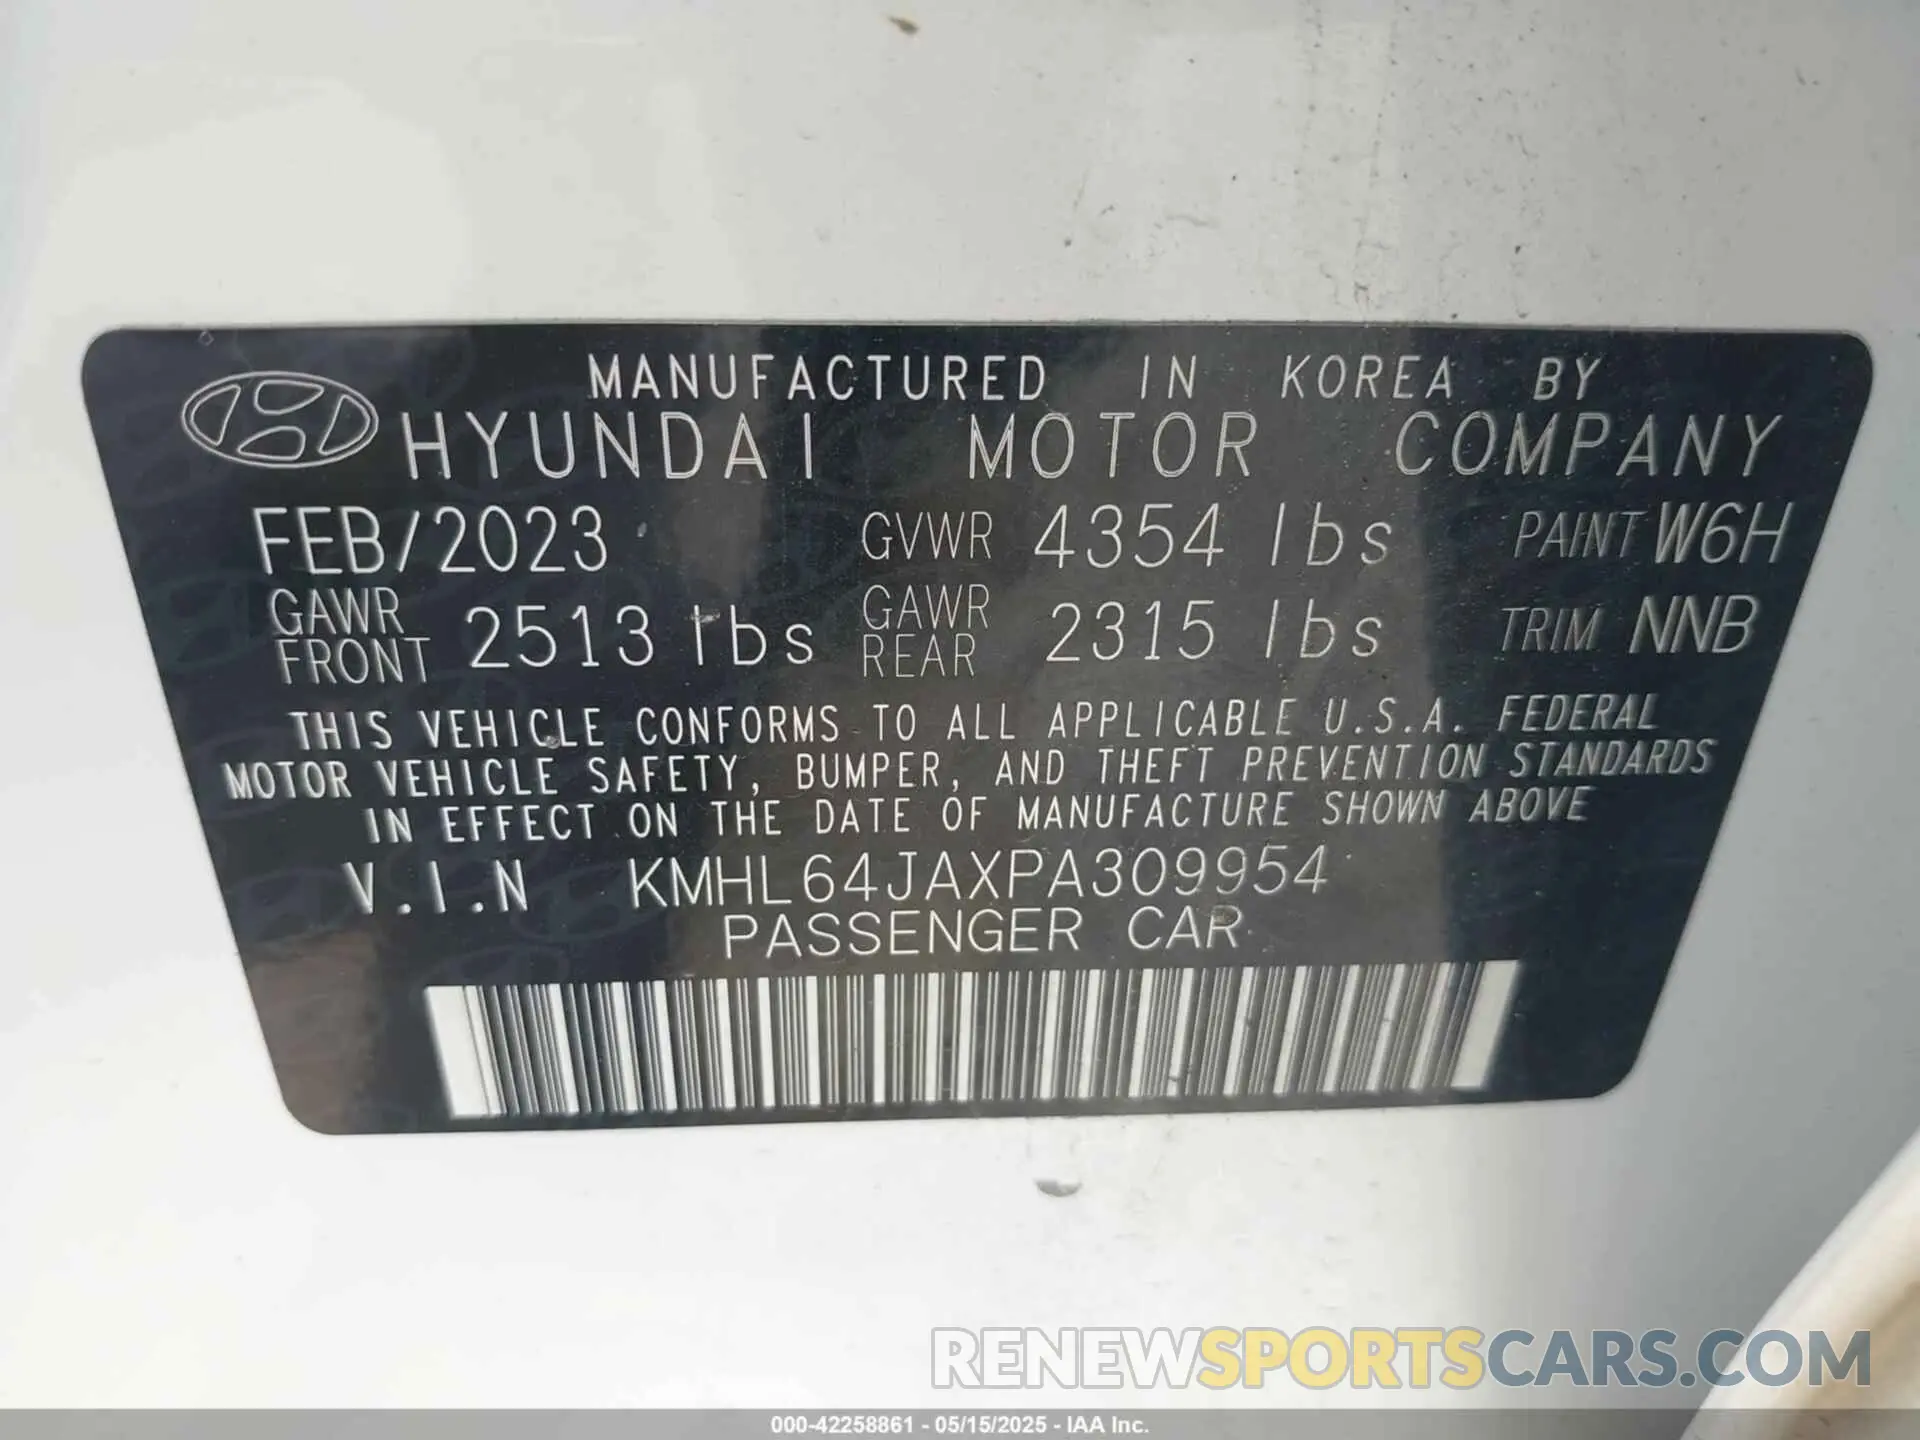 MANUFACTURED IN KOREA BY
HYUNDAI MOTOR COMPANY
FEB/2023 GVWR 4354 lbs PAINT W6H
GAWR FRONT 2513 lbs GAWR REAR 2315 lbs TRIM NNB
THIS VEHICLE CONFORMS TO ALL APPLICABLE U.S.A. FEDERAL
MOTOR VEHICLE SAFETY, BUMPER, AND THEFT PREVENTION STANDARDS
IN EFFECT ON THE DATE OF MANUFACTURE SHOWN ABOVE
V.I.N KMHL64JAXPA309954
PASSENGER CAR
RENEWSPORTSCARS.COM
000-42258861 - 05/15/2025 - IAA Inc.